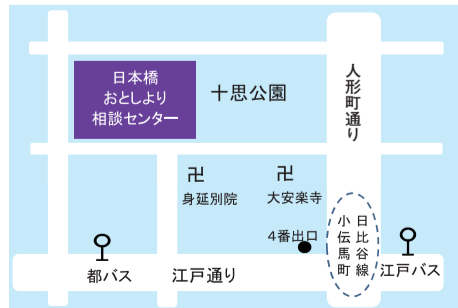 日本橋
おとしより
相談センター
十思公園
人形町通り
卍
身延別院
卍
大安楽寺
4番出口
日比谷線
小伝馬町
都バス
江戸通り
江戸バス